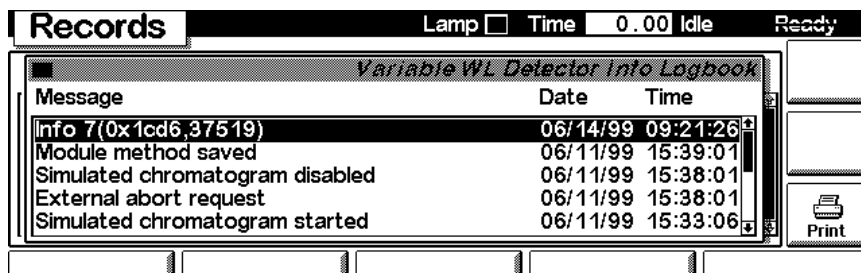 Records Lamp Time 0.00 Idle Ready
Variable WL Detector Info Logbook
Message Date Time
Info 7(0x1cd6,37519) 06/14/99 09:21:26
Module method saved 06/11/99 15:39:01
Simulated chromatogram disabled 06/11/99 15:38:01
External abort request 06/11/99 15:38:01
Simulated chromatogram started 06/11/99 15:33:06
Print